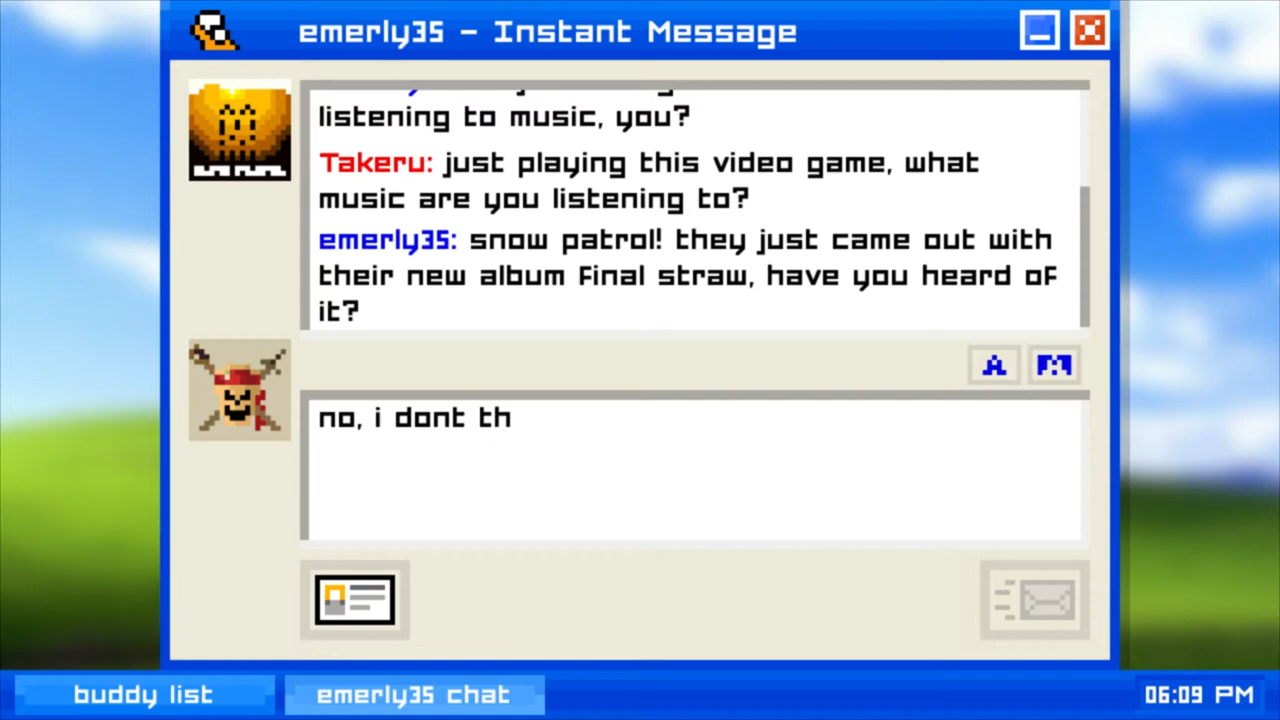 emerly35 - Instant Message
listening to music, you?
Takeru: just playing this video game, what
music are you listening to?
emerly35: snow patrol! they just came out with
their new album final straw, have you heard of
it?
A
no, i dont th
buddy list
emerly35 chat
06:09 PM